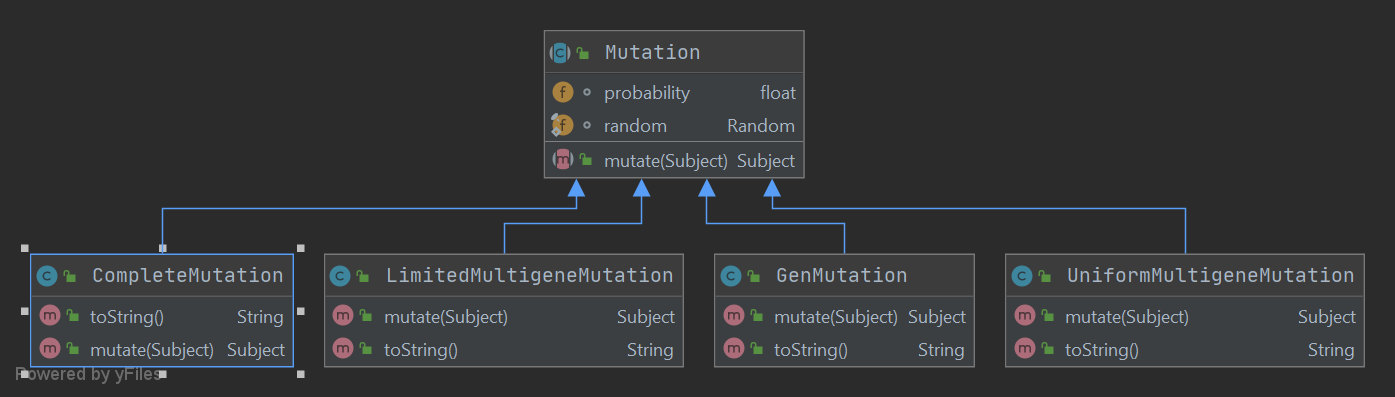 Mutation
probability float
random Random
mutate(Subject) Subject
CompleteMutation
toString() String
mutate(Subject) Subject
LimitedMultigeneMutation
mutate(Subject) Subject
toString() String
GenMutation
mutate(Subject) Subject
toString() String
UniformMultigeneMutation
mutate(Subject) Subject
toString() String
Powered by yFiles